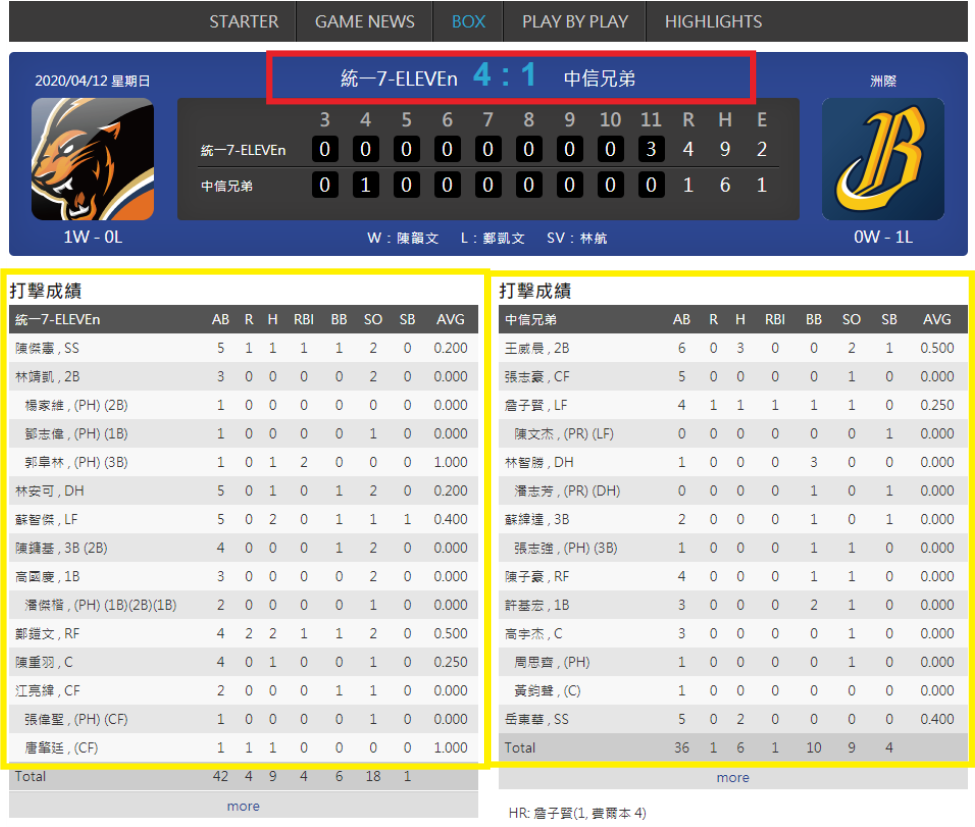 STARTER GAME NEWS BOX PLAY BY PLAY HIGHLIGHTS
2020/04/12 星期日
統一7-ELEVEn 4 : 1 中信兄弟
洲際
3 4 5 6 7 8 9 10 11 R H E
統一7-ELEVEn 0 0 0 0 0 0 0 0 3 4 9 2
中信兄弟 0 1 0 0 0 0 0 0 0 1 6 1
B
1W - 0L
W : 陳韻文 L : 鄭凱文 SV : 林航
0W - 1L
打擊成績
統一7-ELEVEn AB R H RBI BB SO SB AVG
陳傑憲 , SS 5 1 1 1 1 2 0 0.200
林靖凱 , 2B 3 0 0 0 0 2 0 0.000
楊家維 , (PH) (2B) 1 0 0 0 0 0 0 0.000
鄧志偉 , (PH) (1B) 1 0 0 0 0 1 0 0.000
郭阜林 , (PH) (3B) 1 0 1 2 0 0 0 1.000
林安可 , DH 5 0 1 0 1 2 0 0.200
蘇智傑 , LF 5 0 2 0 1 1 1 0.400
陳鏞基 , 3B (2B) 4 0 0 0 1 2 0 0.000
高國慶 , 1B 3 0 0 0 0 2 0 0.000
潘傑楷 , (PH) (1B)(2B)(1B) 2 0 0 0 0 1 0 0.000
鄭鎧文 , RF 4 2 2 1 1 2 0 0.500
陳重羽 , C 4 0 1 0 0 1 0 0.250
江亮緯 , CF 2 0 0 0 1 1 0 0.000
張偉聖 , (PH) (CF) 1 0 0 0 0 1 0 0.000
唐肇廷 , (CF) 1 1 1 0 0 0 0 1.000
Total 42 4 9 4 6 18 1
more
打擊成績
中信兄弟 AB R H RBI BB SO SB AVG
王威晨 , 2B 6 0 3 0 0 2 1 0.500
張志豪 , CF 5 0 0 0 0 1 0 0.000
詹子賢 , LF 4 1 1 1 1 1 0 0.250
陳文杰 , (PR) (LF) 0 0 0 0 0 0 1 0.000
林智勝 , DH 1 0 0 0 3 0 0 0.000
潘志芳 , (PR) (DH) 0 0 0 0 1 0 1 0.000
蘇緯達 , 3B 2 0 0 0 1 0 1 0.000
張志強 , (PH) (3B) 1 0 0 0 1 1 0 0.000
陳子豪 , RF 4 0 0 0 1 1 0 0.000
許基宏 , 1B 3 0 0 0 2 1 0 0.000
高宇杰 , C 3 0 0 0 0 1 0 0.000
周思齊 , (PH) 1 0 0 0 0 1 0 0.000
黃鈞聲 , (C) 1 0 0 0 0 0 0 0.000
岳東華 , SS 5 0 2 0 0 0 0 0.400
Total 36 1 6 1 10 9 4
more
HR: 詹子賢(1, 費爾本 4)